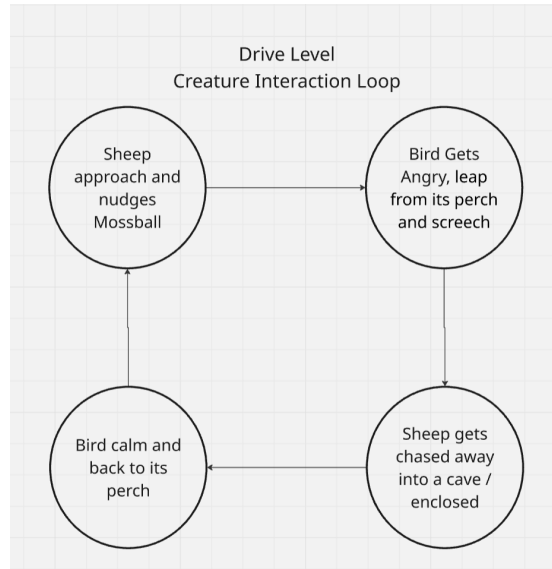 Drive Level
Creature Interaction Loop
Sheep
approach and
nudges
Mossball
Bird Gets
Angry, leap
from its perch
and screech
Bird calm and
back to its
perch
Sheep gets
chased away
into a cave /
enclosed